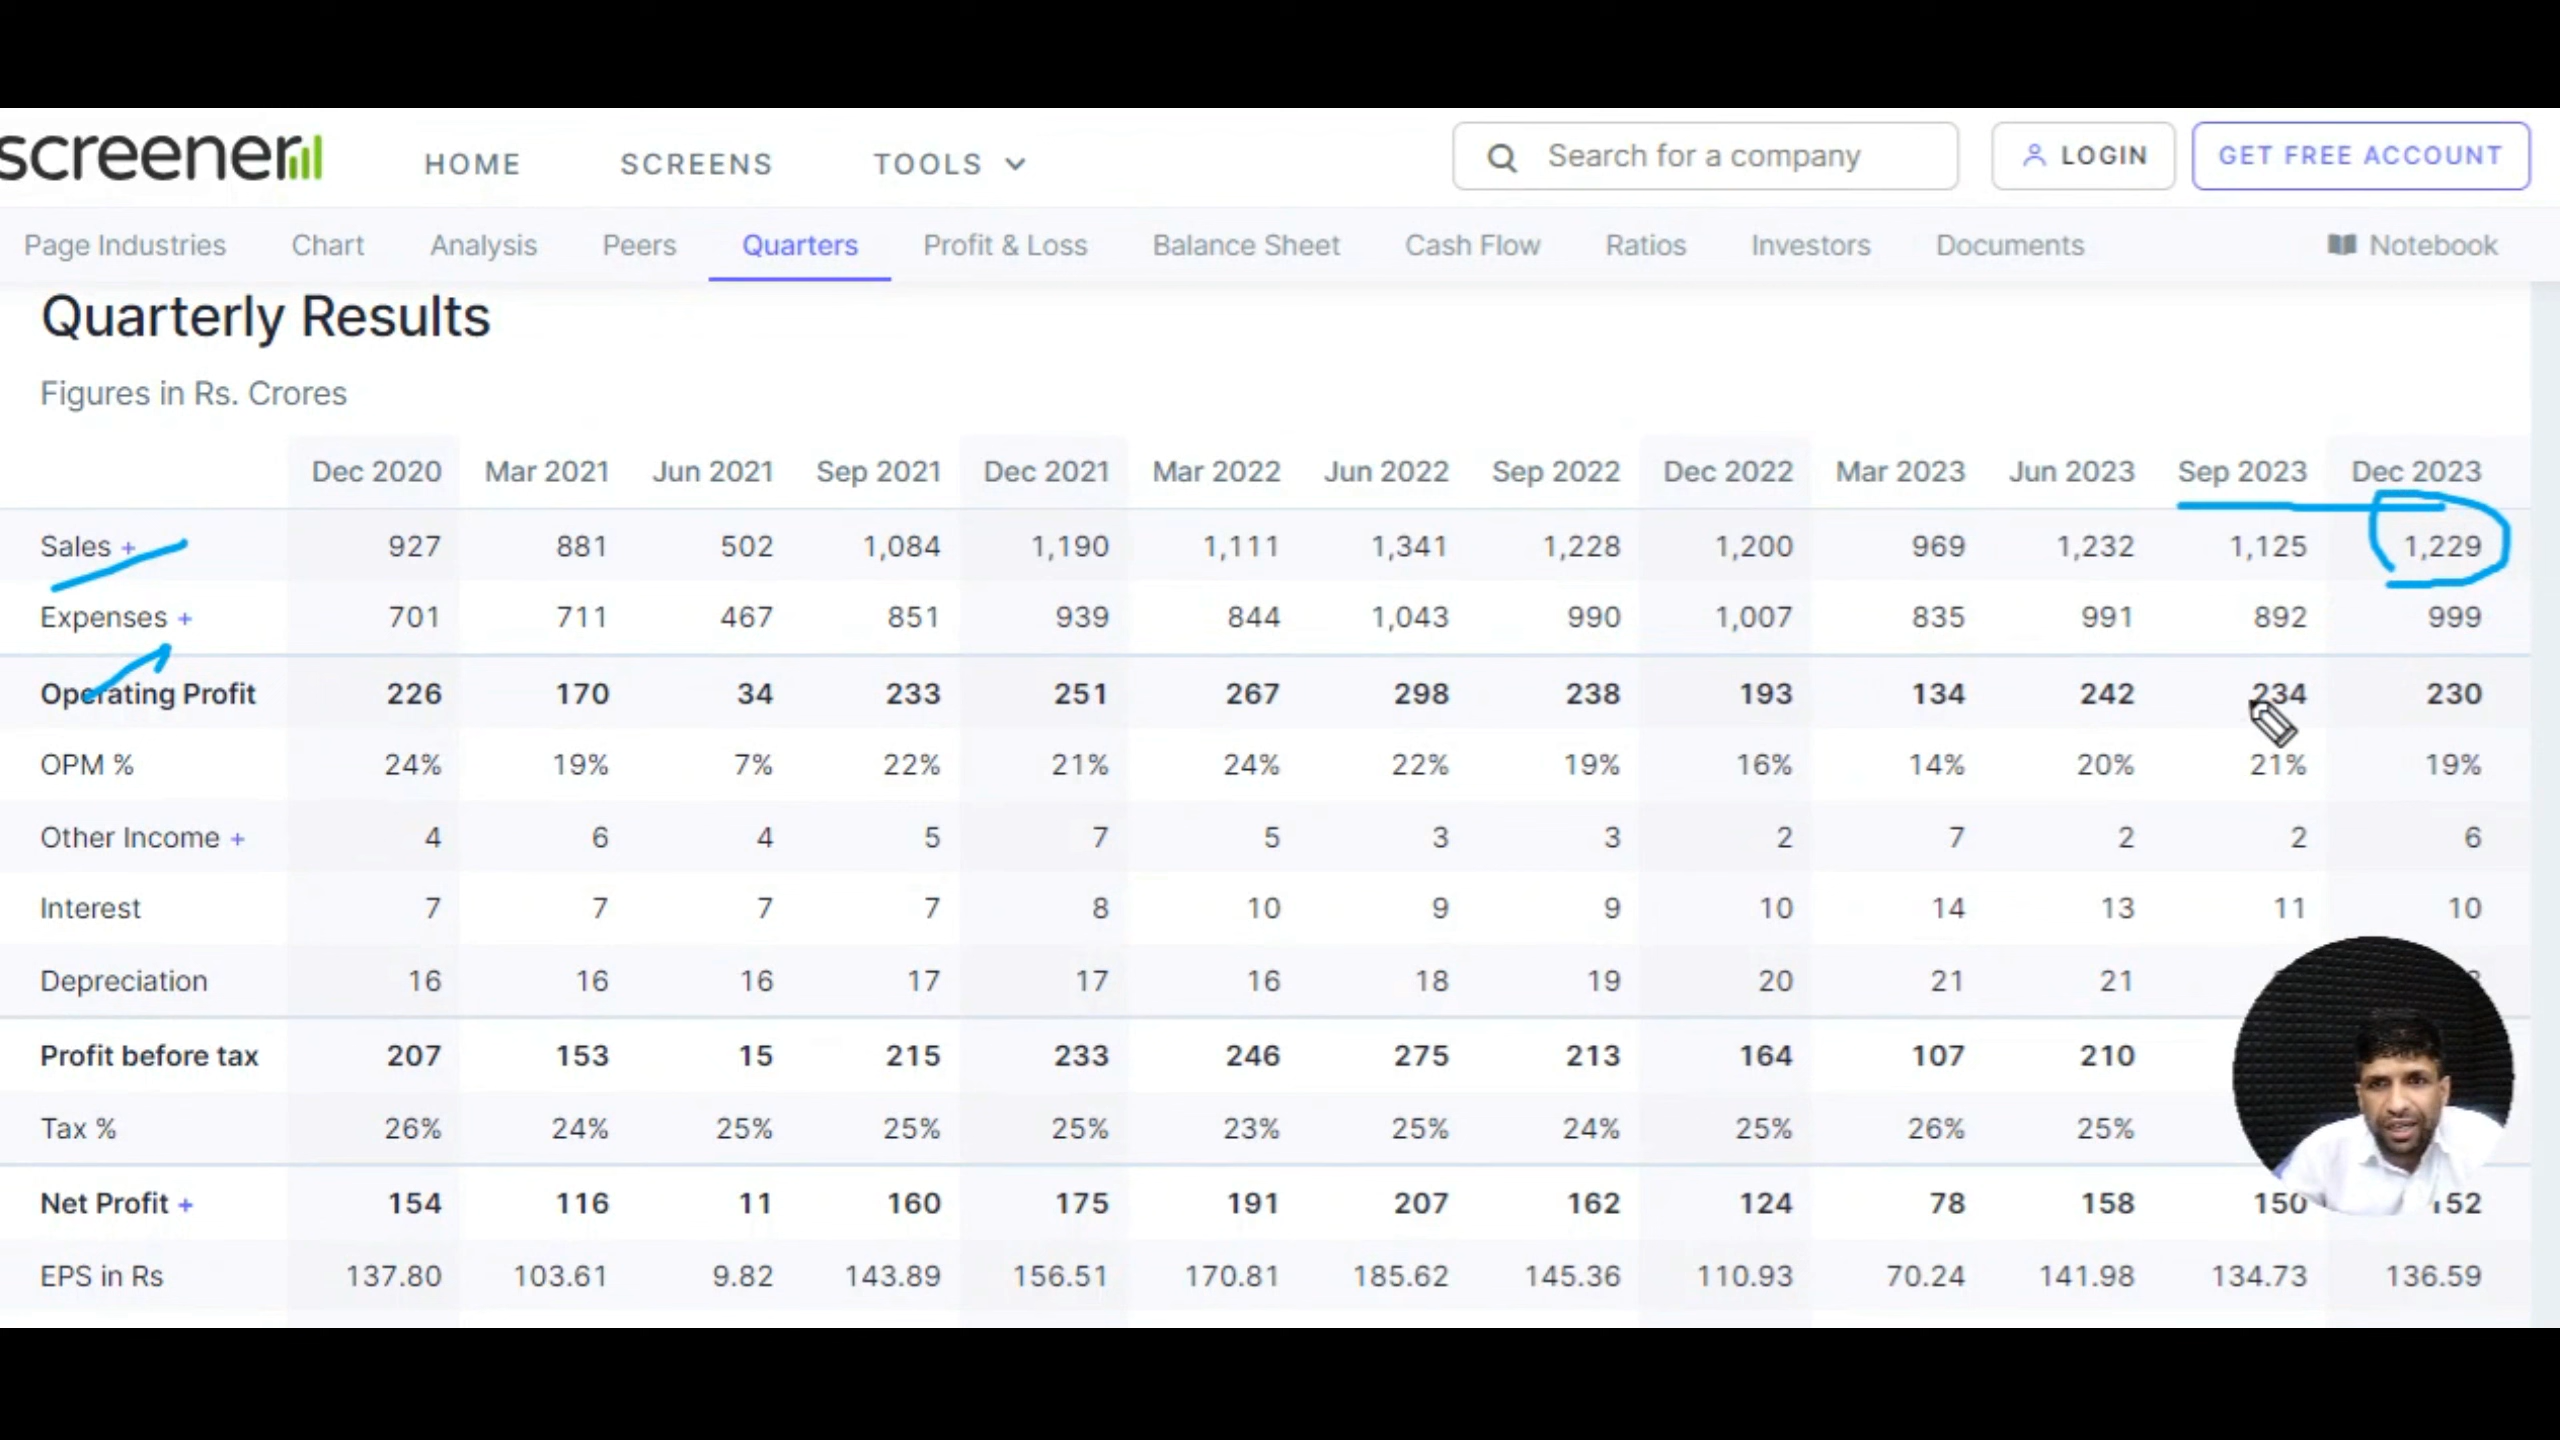 screener HOME SCREENS TOOLS Search for a company LOGIN GET FREE ACCOUNT
Page Industries Chart Analysis Peers Quarters Profit & Loss Balance Sheet Cash Flow Ratios Investors Documents Notebook
Quarterly Results
Figures in Rs. Crores
Dec 2020 Mar 2021 Jun 2021 Sep 2021 Dec 2021 Mar 2022 Jun 2022 Sep 2022 Dec 2022 Mar 2023 Jun 2023 Sep 2023 Dec 2023
Sales + 927 881 502 1,084 1,190 1,111 1,341 1,228 1,200 969 1,232 1,125 1,229
Expenses + 701 711 467 851 939 844 1,043 990 1,007 835 991 892 999
Operating Profit 226 170 34 233 251 267 298 238 193 134 242 234 230
OPM % 24% 19% 7% 22% 21% 24% 22% 19% 16% 14% 20% 21% 19%
Other Income + 4 6 4 5 7 5 3 3 2 7 2 2 6
Interest 7 7 7 7 8 10 9 9 10 14 13 11 10
Depreciation 16 16 16 17 17 16 18 19 20 21 21
Profit before tax 207 153 15 215 233 246 275 213 164 107 210
Tax % 26% 24% 25% 25% 25% 23% 25% 24% 25% 26% 25%
Net Profit + 154 116 11 160 175 191 207 162 124 78 158 150 152
EPS in Rs 137.80 103.61 9.82 143.89 156.51 170.81 185.62 145.36 110.93 70.24 141.98 134.73 136.59